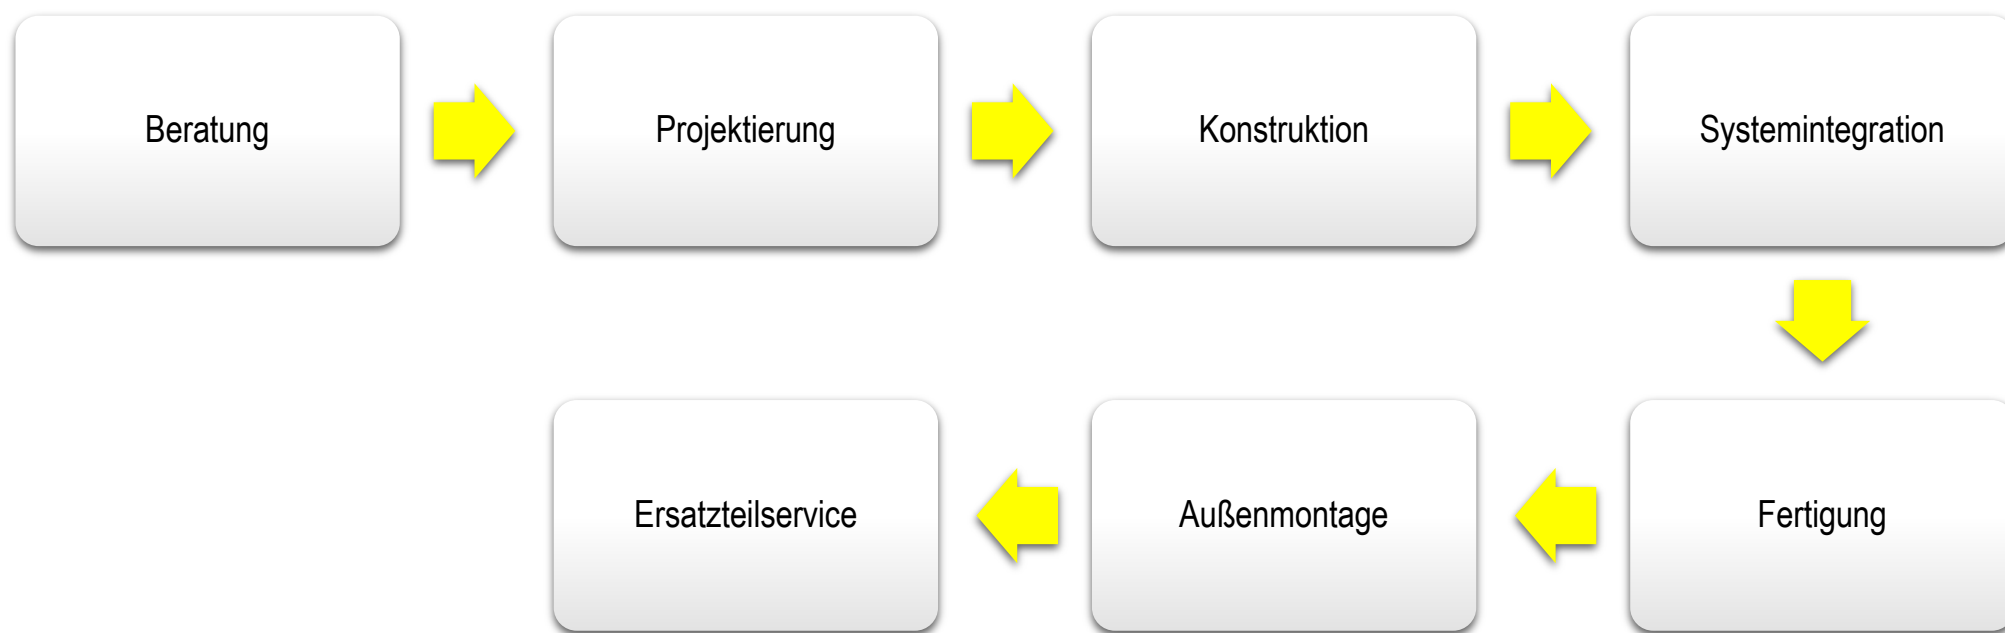 Beratung
Projektierung
Konstruktion
Systemintegration
Fertigung
Außenmontage
Ersatzteilservice